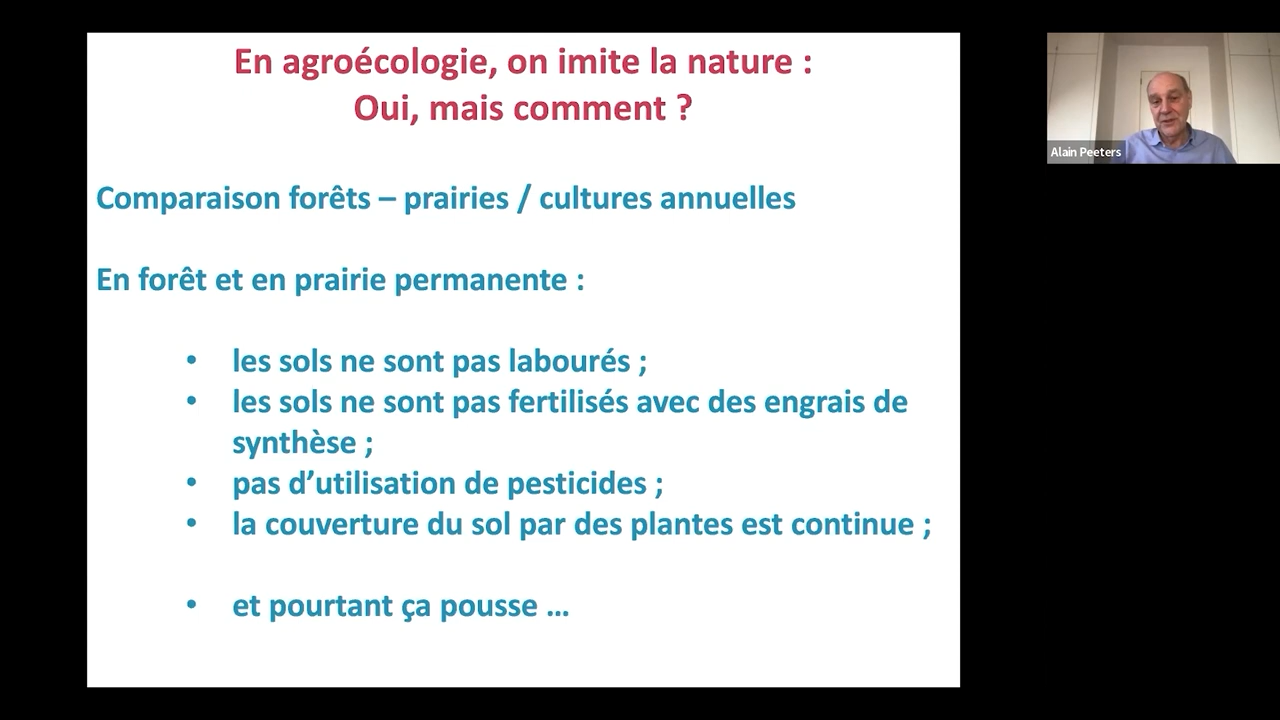 En agroécologie, on imite la nature :
Oui, mais comment ?
Comparaison forêts – prairies / cultures annuelles
En forêt et en prairie permanente :
• les sols ne sont pas labourés ;
• les sols ne sont pas fertilisés avec des engrais de
synthèse ;
• pas d’utilisation de pesticides ;
• la couverture du sol par des plantes est continue ;
• et pourtant ça pousse …
Alain Peeters